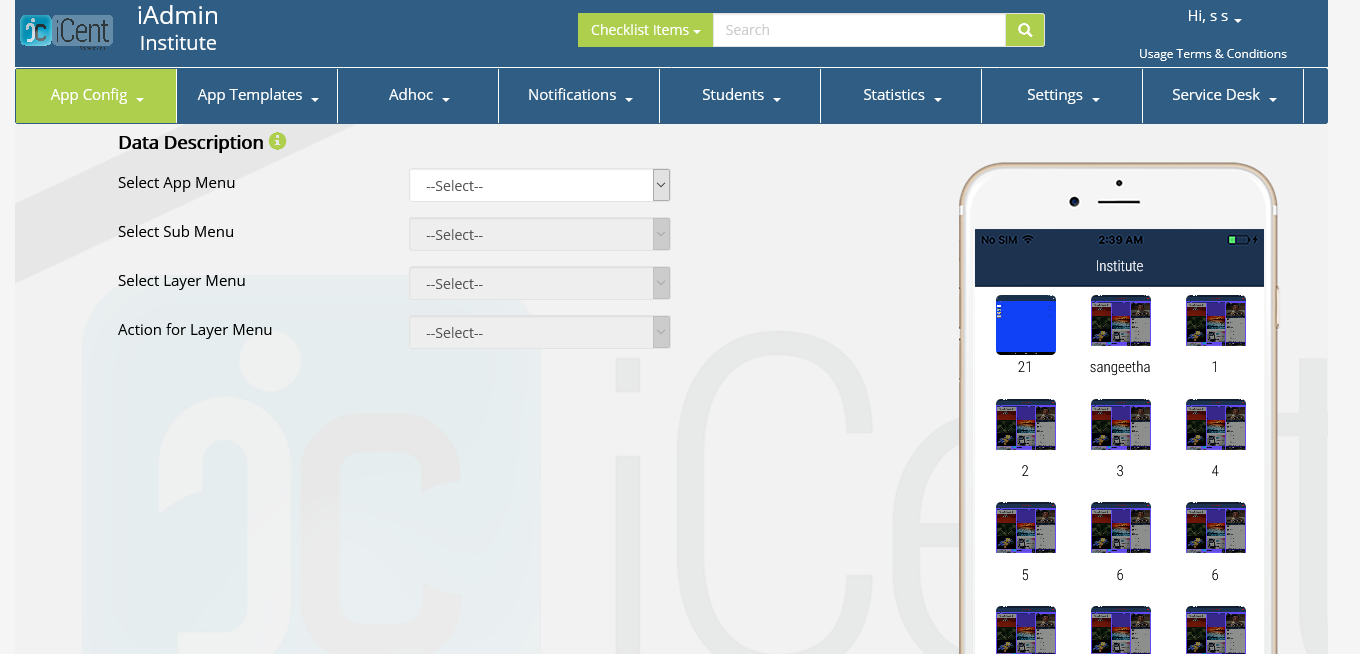 iCent
iAdmin
Institute
Checklist Items
Search
Hi, s s
Usage Terms & Conditions
App Config
App Templates
Adhoc
Notifications
Students
Statistics
Settings
Service Desk
Data Description
Select App Menu
--Select--
Select Sub Menu
--Select--
Select Layer Menu
--Select--
Action for Layer Menu
--Select--
No SIM
2:39 AM
Institute
21
sangeetha
1
2
3
4
5
6
6